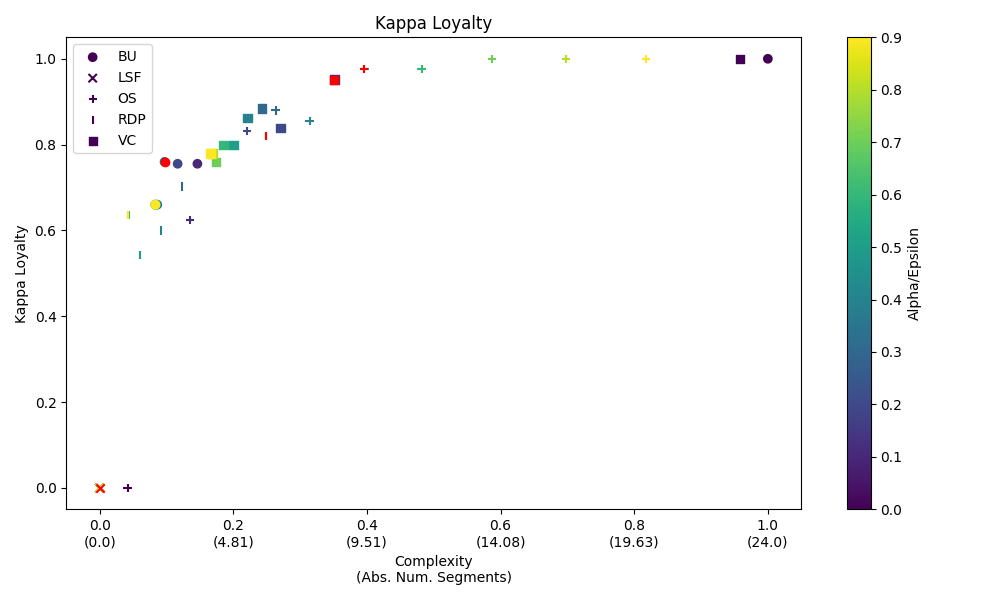 Kappa Loyalty
BU
LSF
OS
RDP
VC
Kappa Loyalty
1.0
0.8
0.6
0.4
0.2
0.0
0.0 0.2 0.4 0.6 0.8 1.0
(0.0) (4.81) (9.51) (14.08) (19.63) (24.0)
Complexity
(Abs. Num. Segments)
0.9
0.8
0.7
0.6
0.5
0.4
0.3
0.2
0.1
0.0
Alpha/Epsilon